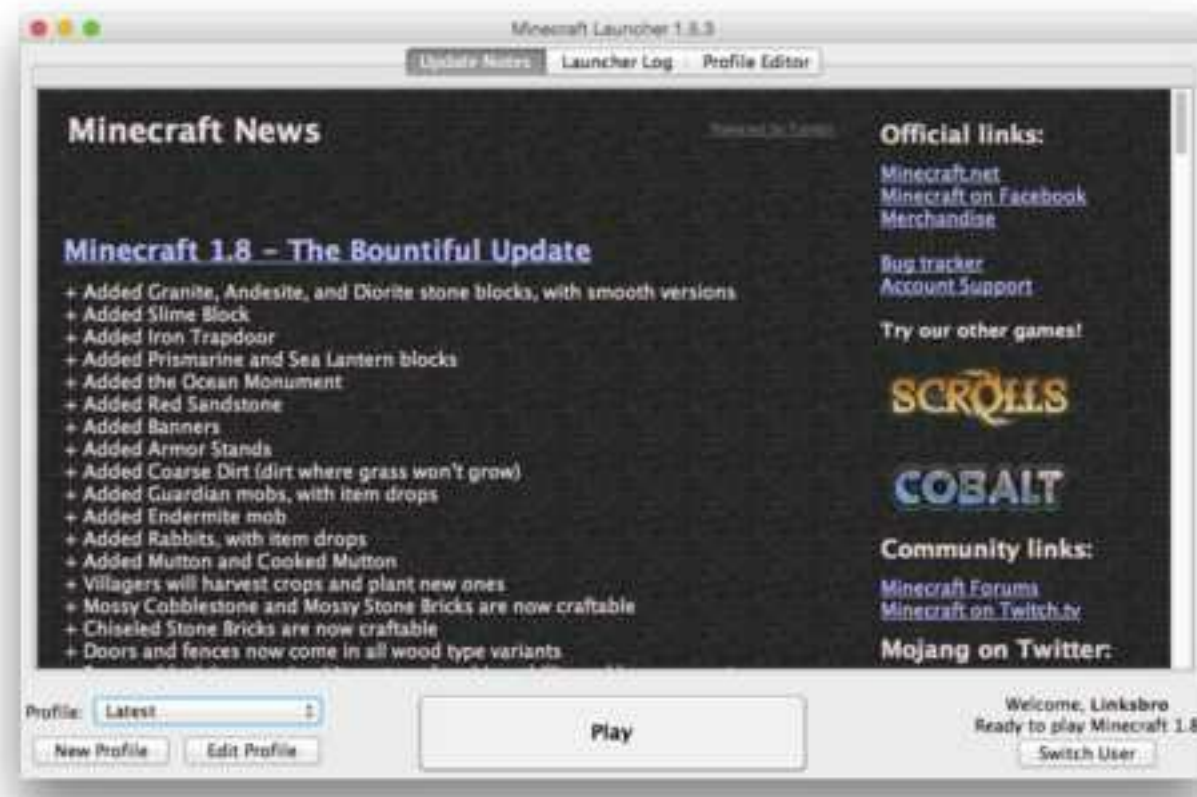 Minecraft Launcher 1.8.3
Update Notes
Launcher Log
Profile Editor
Minecraft News
Powered by Tumblr
Minecraft 1.8 – The Bountiful Update
+ Added Granite, Andesite, and Diorite stone blocks, with smooth versions
+ Added Slime Block
+ Added Iron Trapdoor
+ Added Prismarine and Sea Lantern blocks
+ Added the Ocean Monument
+ Added Red Sandstone
+ Added Banners
+ Added Armor Stands
+ Added Coarse Dirt (dirt where grass won't grow)
+ Added Guardian mobs, with item drops
+ Added Endermite mob
+ Added Rabbits, with item drops
+ Added Mutton and Cooked Mutton
+ Villagers will harvest crops and plant new ones
+ Mossy Cobblestone and Mossy Stone Bricks are now craftable
+ Chiseled Stone Bricks are now craftable
+ Doors and fences now come in all wood type variants
Official links:
Minecraft.net
Minecraft on Facebook
Merchandise
Bug tracker
Account Support
Try our other games!
SCROLLS
COBALT
Community links:
Minecraft Forums
Minecraft on Twitch.tv
Mojang on Twitter:
Profile: Latest
New Profile
Edit Profile
Play
Welcome, Linksbro
Ready to play Minecraft 1.8
Switch User